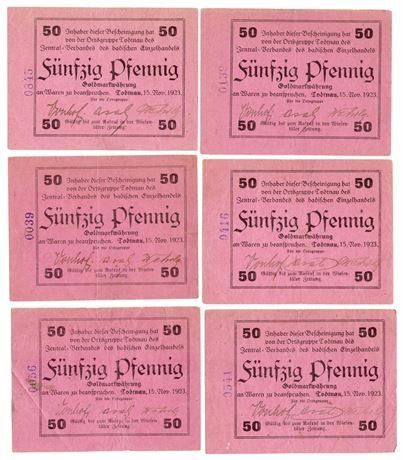 50 Inhaber dieser Bescheinigung hat 50
von der Ortsgruppe Todtnau des
Zentral-Verbandes des badischen Einzelhandels
Fünfzig Pfennig
Goldmarkwährung
an Waren zu beanspruchen. Todtnau, 15. Nov. 1923.
Für die Ortsgruppe:
Vonhof
50 Gültig bis zum Aufruf in der Wiesen- 50
täler Zeitung
0845
50 Inhaber dieser Bescheinigung hat 50
von der Ortsgruppe Todtnau des
Zentral-Verbandes des badischen Einzelhandels
Fünfzig Pfennig
Goldmarkwährung
an Waren zu beanspruchen. Todtnau, 15. Nov. 1923.
Für die Ortsgruppe:
Vonhof
50 Gültig bis zum Aufruf in der Wiesen- 50
täler Zeitung
50 Inhaber dieser Bescheinigung hat 50
von der Ortsgruppe Todtnau des
Zentral-Verbandes des badischen Einzelhandels
Fünfzig Pfennig
Goldmarkwährung
an Waren zu beanspruchen. Todtnau, 15. Nov. 1923.
Für die Ortsgruppe:
Vonhof
50 Gültig bis zum Aufruf in der Wiesen- 50
täler Zeitung
0039
50 Inhaber dieser Bescheinigung hat 50
von der Ortsgruppe Todtnau des
Zentral-Verbandes des badischen Einzelhandels
Fünfzig Pfennig
Goldmarkwährung
an Waren zu beanspruchen. Todtnau, 15. Nov. 1923.
Für die Ortsgruppe:
Vonhof
50 Gültig bis zum Aufruf in der Wiesen- 50
täler Zeitung
0416
50 Inhaber dieser Bescheinigung hat 50
von der Ortsgruppe Todtnau des
Zentral-Verbandes des badischen Einzelhandels
Fünfzig Pfennig
Goldmarkwährung
an Waren zu beanspruchen. Todtnau, 15. Nov. 1923.
Für die Ortsgruppe:
Vonhof
50 Gültig bis zum Aufruf in der Wiesen- 50
täler Zeitung
50 Inhaber dieser Bescheinigung hat 50
von der Ortsgruppe Todtnau des
Zentral-Verbandes des badischen Einzelhandels
Fünfzig Pfennig
Goldmarkwährung
an Waren zu beanspruchen. Todtnau, 15. Nov. 1923.
Für die Ortsgruppe:
Vonhof
50 Gültig bis zum Aufruf in der Wiesen- 50
täler Zeitung
0541